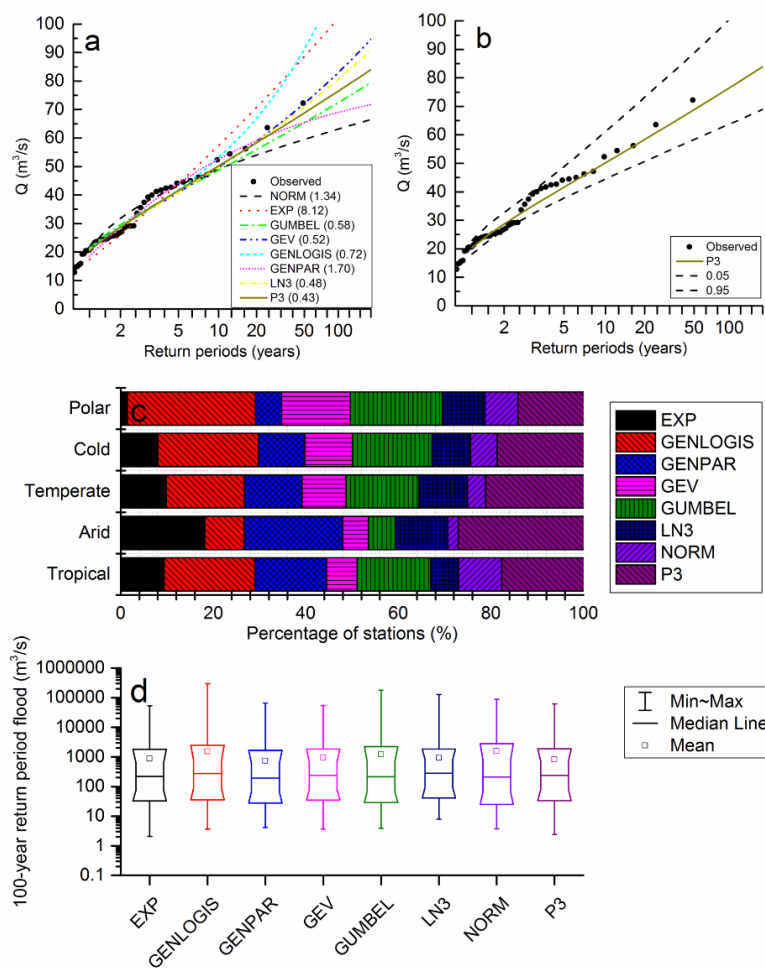 a
Q (m³/s)
100
90
80
70
60
50
40
30
20
10
0
2 5 10 20 50 100
Return periods (years)
Observed
NORM (1.34)
EXP (8.12)
GUMBEL (0.58)
GEV (0.52)
GENLOGIS (0.72)
GENPAR (1.70)
LN3 (0.48)
P3 (0.43)
b
Q (m³/s)
100
90
80
70
60
50
40
30
20
10
0
2 5 10 20 50 100
Return periods (years)
Observed
P3
0.05
0.95
c
Polar
Cold
Temperate
Arid
Tropical
0 20 40 60 80 100
Percentage of stations (%)
EXP
GENLOGIS
GENPAR
GEV
GUMBEL
LN3
NORM
P3
d
100-year return period flood (m³/s)
1000000
100000
10000
1000
100
10
1
0.1
EXP GENLOGIS GENPAR GEV GUMBEL LN3 NORM P3
Min~Max
Median Line
Mean